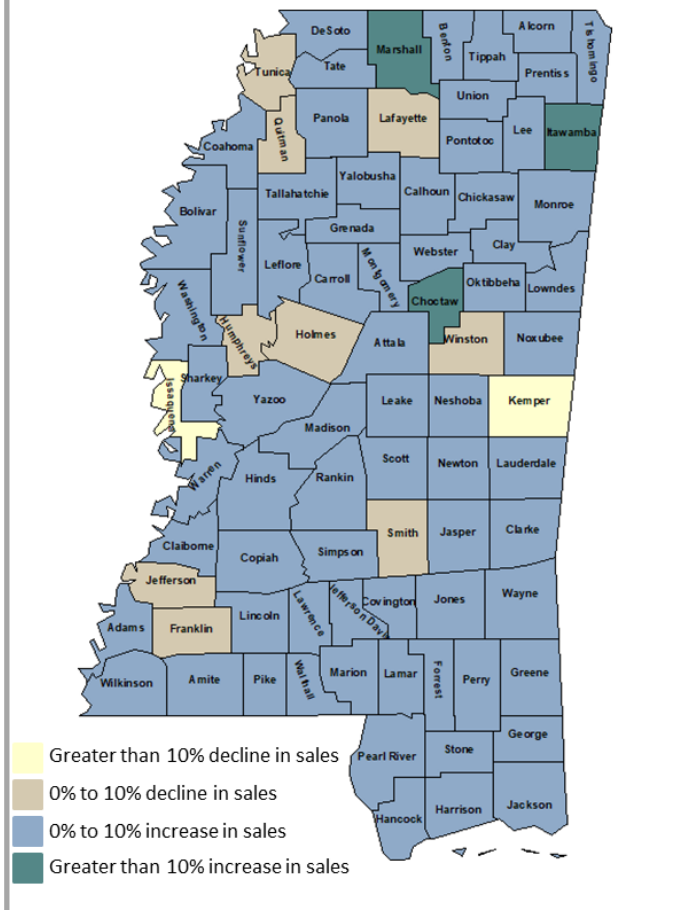 DeSoto
Marshall
Benton
Alcorn
Tishomingo
Tippah
Tunica
Tate
Prentiss
Union
Quitman
Panola
Lafayette
Lee
Itawamba
Pontotoc
Coahoma
Yalobusha
Tallahatchie
Calhoun
Chickasaw
Monroe
Bolivar
Sunflower
Grenada
Clay
Webster
Leflore
Carroll
Montgomery
Oktibbeha
Lowndes
Choctaw
Washington
Humphreys
Holmes
Attala
Winston
Noxubee
Issaquena
Sharkey
Yazoo
Leake
Neshoba
Kemper
Madison
Warren
Hinds
Rankin
Scott
Newton
Lauderdale
Smith
Jasper
Clarke
Claiborne
Copiah
Simpson
Jefferson
Lawrence
Jefferson Davis
Covington
Jones
Wayne
Adams
Franklin
Lincoln
Wilkinson
Amite
Pike
Walthall
Marion
Lamar
Forrest
Perry
Greene
George
Pearl River
Stone
Hancock
Harrison
Jackson
Greater than 10% decline in sales
0% to 10% decline in sales
0% to 10% increase in sales
Greater than 10% increase in sales